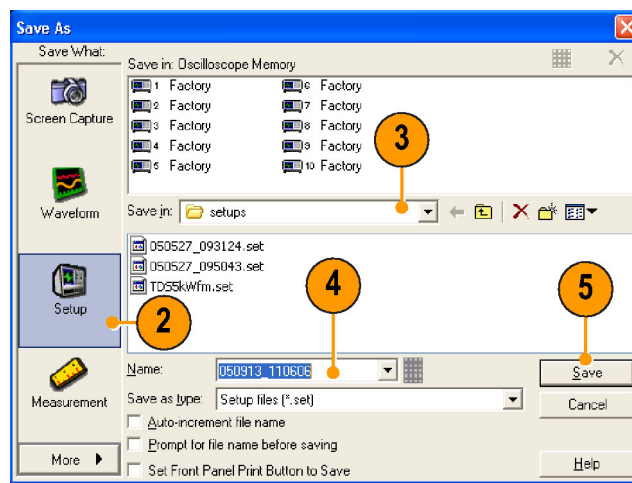 Save As
Save What:
Screen Capture
Waveform
Setup
Measurement
More
Save in: Oscilloscope Memory
1 Factory
2 Factory
3 Factory
4 Factory
5 Factory
6 Factory
7 Factory
8 Factory
9 Factory
10 Factory
3
Save in: setups
050527_093124.set
050527_095043.set
TDS5kWfm.set
2
4
5
Name: 050913_110606
Save as type: Setup files (*.set)
Auto-increment file name
Prompt for file name before saving
Set Front Panel Print Button to Save
Save
Cancel
Help